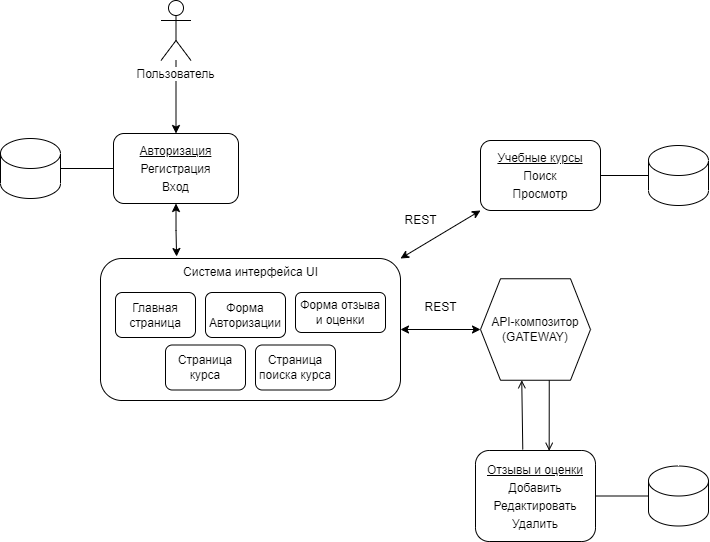 Пользователь
Авторизация
Регистрация
Вход
Учебные курсы
Поиск
Просмотр
REST
Система интерфейса UI
Главная
страница
Форма
Авторизации
Форма отзыва
и оценки
Страница
курса
Страница
поиска курса
REST
API-композитор
(GATEWAY)
Отзывы и оценки
Добавить
Редактировать
Удалить